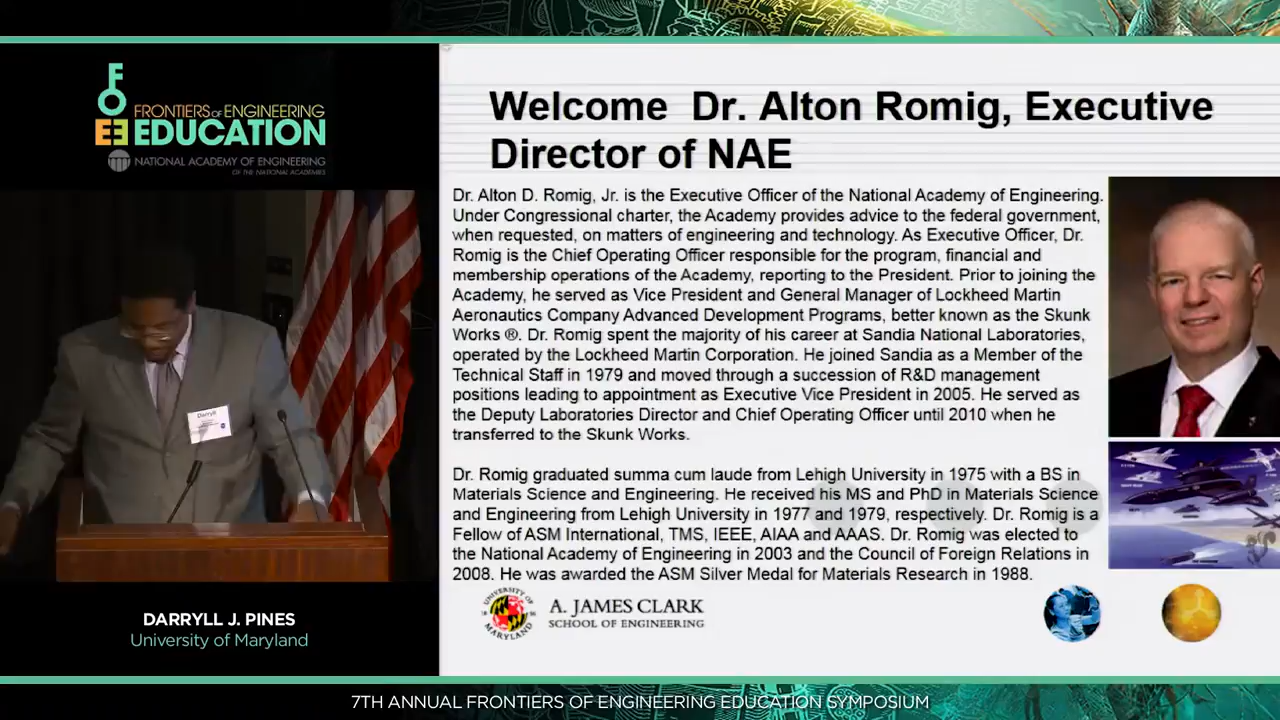 FOEE
FRONTIERS OF ENGINEERING
EDUCATION
NATIONAL ACADEMY OF ENGINEERING
OF THE NATIONAL ACADEMIES
Darryll
DARRYLL J. PINES
University of Maryland
Welcome Dr. Alton Romig, Executive
Director of NAE
Dr. Alton D. Romig, Jr. is the Executive Officer of the National Academy of Engineering.
Under Congressional charter, the Academy provides advice to the federal government,
when requested, on matters of engineering and technology. As Executive Officer, Dr.
Romig is the Chief Operating Officer responsible for the program, financial and
membership operations of the Academy, reporting to the President. Prior to joining the
Academy, he served as Vice President and General Manager of Lockheed Martin
Aeronautics Company Advanced Development Programs, better known as the Skunk
Works ®. Dr. Romig spent the majority of his career at Sandia National Laboratories,
operated by the Lockheed Martin Corporation. He joined Sandia as a Member of the
Technical Staff in 1979 and moved through a succession of R&D management
positions leading to appointment as Executive Vice President in 2005. He served as
the Deputy Laboratories Director and Chief Operating Officer until 2010 when he
transferred to the Skunk Works.
Dr. Romig graduated summa cum laude from Lehigh University in 1975 with a BS in
Materials Science and Engineering. He received his MS and PhD in Materials Science
and Engineering from Lehigh University in 1977 and 1979, respectively. Dr. Romig is a
Fellow of ASM International, TMS, IEEE, AIAA and AAAS. Dr. Romig was elected to
the National Academy of Engineering in 2003 and the Council of Foreign Relations in
2008. He was awarded the ASM Silver Medal for Materials Research in 1988.
UNIVERSITY OF
MARYLAND
A. JAMES CLARK
SCHOOL OF ENGINEERING
7TH ANNUAL FRONTIERS OF ENGINEERING EDUCATION SYMPOSIUM